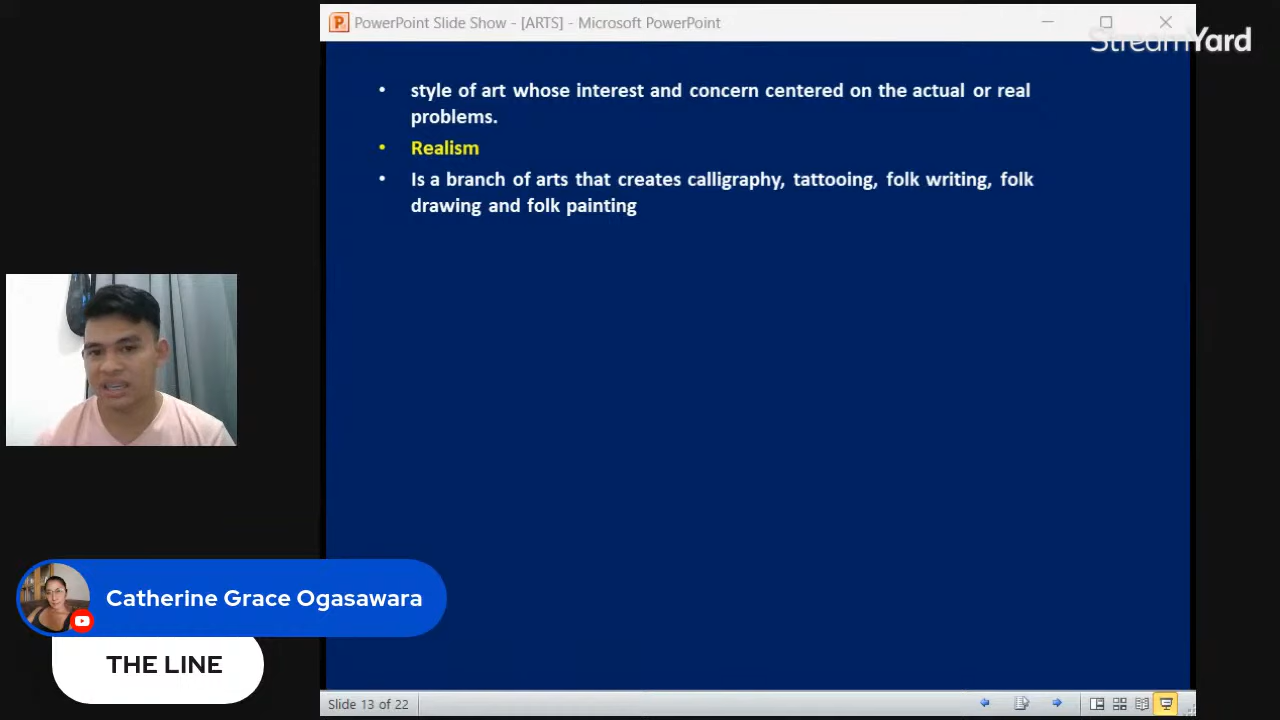 PowerPoint Slide Show - [ARTS] - Microsoft PowerPoint
StreamYard
• style of art whose interest and concern centered on the actual or real
problems.
• Realism
• Is a branch of arts that creates calligraphy, tattooing, folk writing, folk
drawing and folk painting
Catherine Grace Ogasawara
THE LINE
Slide 13 of 22